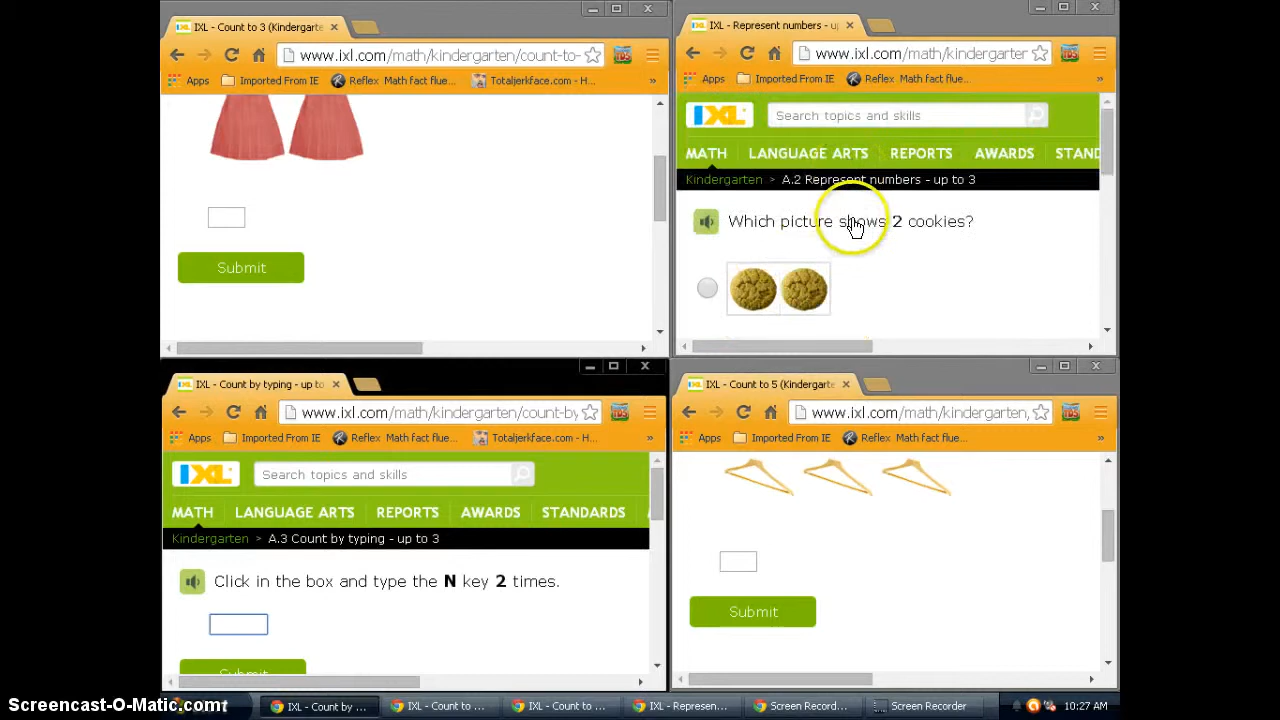 IXL - Count to 3 (Kindergarte
www.ixl.com/math/kindergarten/count-to-
Apps Imported From IE Reflex Math fact flue... Totaljerkface.com - H... »
Submit
IXL - Represent numbers - up
www.ixl.com/math/kindergarter
Apps Imported From IE Reflex Math fact flue... »
IXL Search topics and skills
MATH LANGUAGE ARTS REPORTS AWARDS STAND
Kindergarten > A.2 Represent numbers - up to 3
Which picture shows 2 cookies?
IXL - Count by typing - up to
www.ixl.com/math/kindergarten/count-by
Apps Imported From IE Reflex Math fact flue... Totaljerkface.com - H... »
IXL Search topics and skills
MATH LANGUAGE ARTS REPORTS AWARDS STANDARDS
Kindergarten > A.3 Count by typing - up to 3
Click in the box and type the N key 2 times.
Submit
IXL - Count to 5 (Kindergarte
www.ixl.com/math/kindergarten,
Apps Imported From IE Reflex Math fact flue... »
Submit
Screencast-O-Matic.com
IXL - Count by ... IXL - Count to ... IXL - Count to ... IXL - Represen... Screen Record... Screen Recorder 10:27 AM